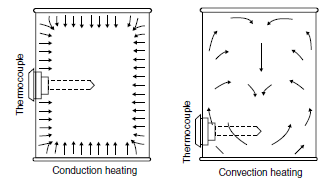 Thermocouple
Conduction heating
Thermocouple
Convection heating